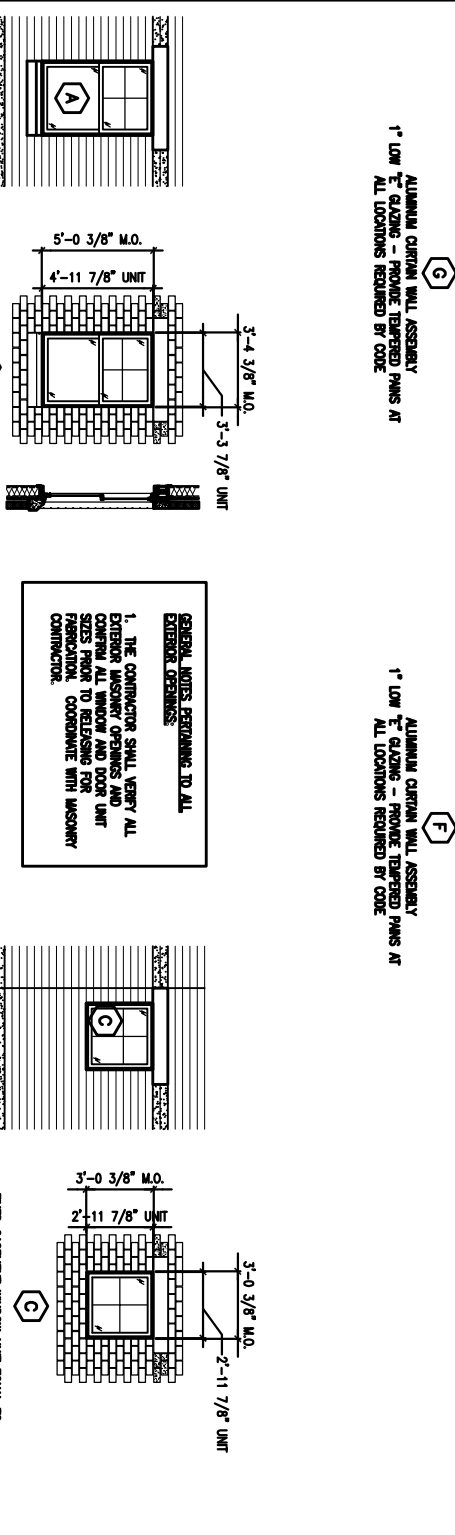 G
ALUMINUM CURTAIN WALL ASSEMBLY
1" LOW "E" GLAZING – PROVIDE TEMPERED PAINS AT
ALL LOCATIONS REQUIRED BY CODE
F
ALUMINUM CURTAIN WALL ASSEMBLY
1" LOW "E" GLAZING – PROVIDE TEMPERED PAINS AT
ALL LOCATIONS REQUIRED BY CODE
A
3'-4 3/8" M.O.
3'-3 7/8" UNIT
5'-0 3/8" M.O.
4'-11 7/8" UNIT
GENERAL NOTES PERTAINING TO ALL
EXTERIOR OPENINGS:
1. THE CONTRACTOR SHALL VERIFY ALL
EXTERIOR MASONRY OPENINGS AND
CONFIRM ALL WINDOW AND DOOR UNIT
SIZES PRIOR TO RELEASING FOR
FABRICATION. COORDINATE WITH MASONRY
CONTRACTOR.
C
3'-0 3/8" M.O.
2'-11 7/8" UNIT
3'-0 3/8" M.O.
2'-11 7/8" UNIT
C